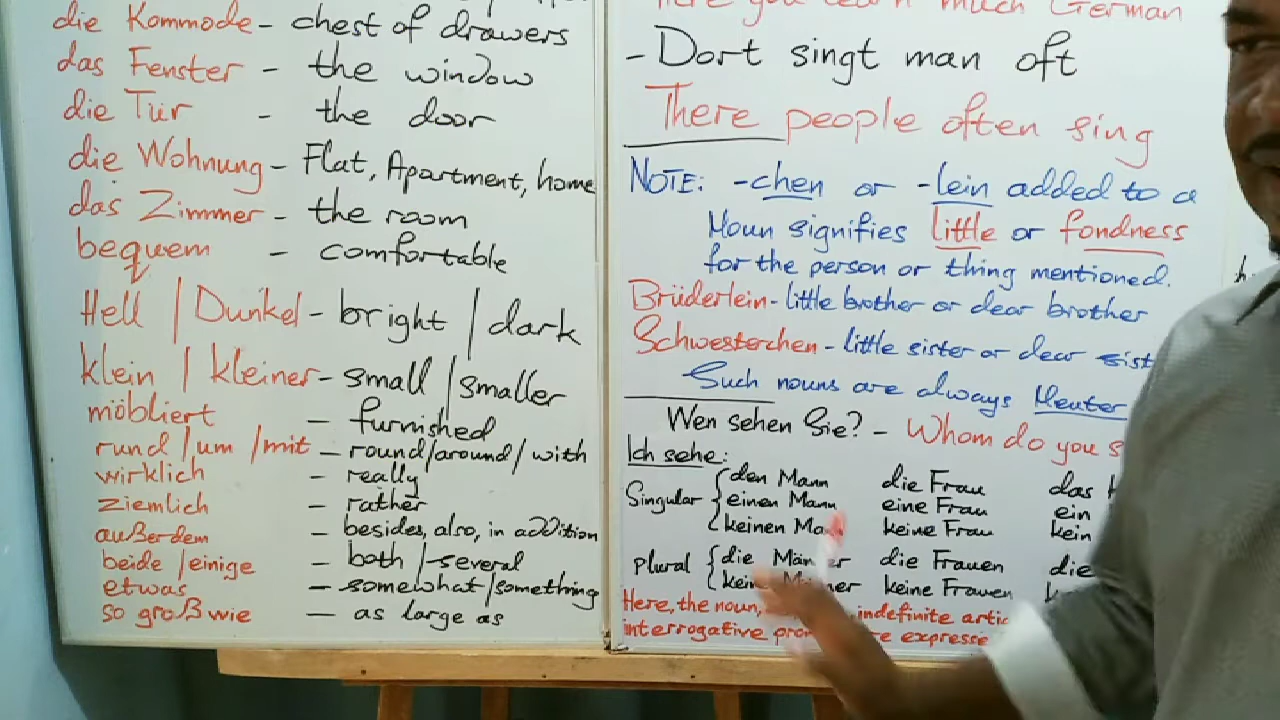 die Kommode - chest of drawers
das Fenster - the window
die Tür - the door
die Wohnung - Flat, Apartment, home
das Zimmer - the room
bequem - comfortable
Hell / Dunkel - bright / dark
klein / kleiner - small / smaller
möbliert - furnished
rund / um / mit - round/around/with
wirklich - really
ziemlich - rather
außerdem - besides, also, in addition
beide / einige - both / several
etwas - somewhat/something
so groß wie - as large as
Here you learn much German
- Dort singt man oft
There people often sing
NOTE: -chen or -lein added to a
Noun signifies little or fondness
for the person or thing mentioned.
Brüderlein - little brother or dear brother
Schwesterchen - little sister or dear
Such nouns are always Neuter
Wen sehen Sie? - Whom do you
Ich sehe:
den Mann die Frau das
Singular einen Mann eine Frau ein
keinen keine Frau kein
Plural die Männer die Frauen die
keine Frauen
Here, the noun, indefinite
interrogative